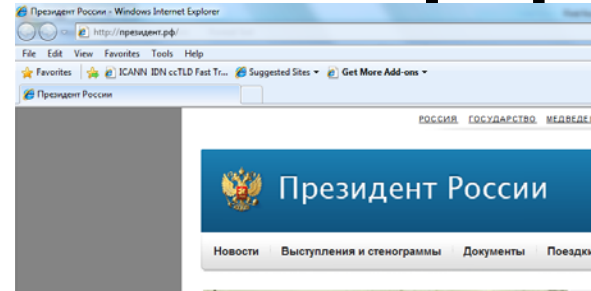 Президент России - Windows Internet Explorer
http://президент.рф/
File Edit View Favorites Tools Help
Favorites ICANN IDN ccTLD Fast Tr... Suggested Sites Get More Add-ons
Президент России
РОССИЯ ГОСУДАРСТВО
Президент России
Новости Выступления и стенограммы Документы Поездки